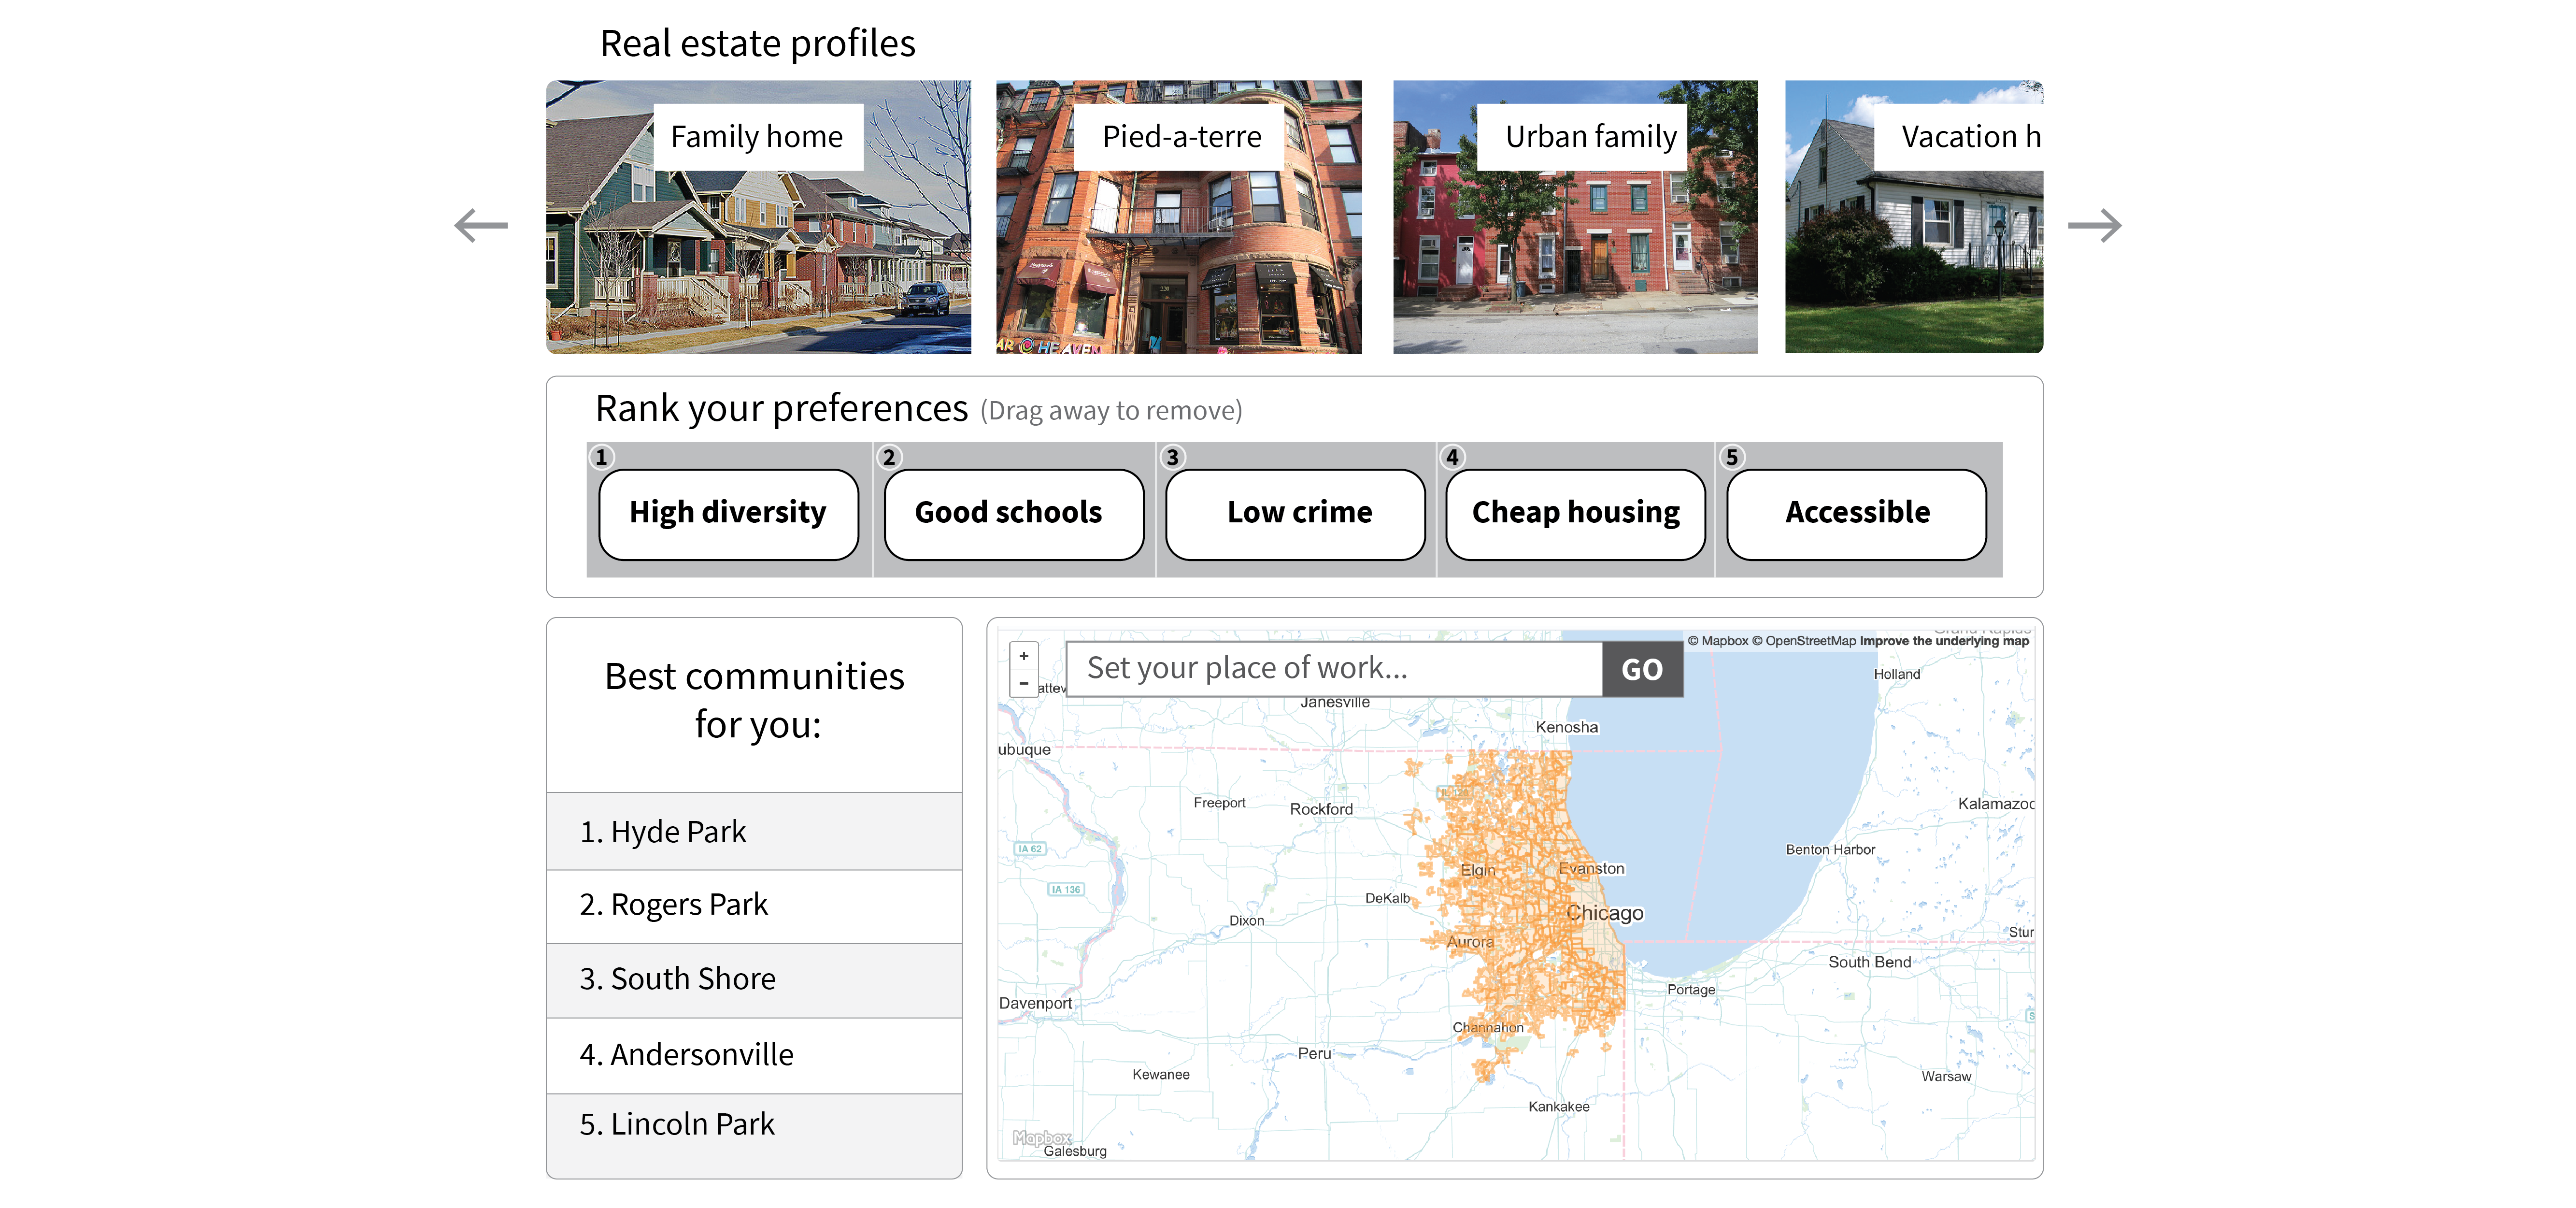 Real estate profiles
Family home
Pied-a-terre
Urban family
Vacation h
Rank your preferences (Drag away to remove)
1
2
3
4
5
High diversity
Good schools
Low crime
Cheap housing
Accessible
Best communities
for you:
1. Hyde Park
2. Rogers Park
3. South Shore
4. Andersonville
5. Lincoln Park
+
−
Set your place of work...
GO
© Mapbox © OpenStreetMap Improve the underlying map
Holland
Janesville
Kenosha
ubuque
Freeport
Rockford
Kalamazoo
IA 62
Benton Harbor
Elgin
Evanston
IA 136
DeKalb
Chicago
Dixon
Aurora
Stur
South Bend
Portage
Davenport
Channahon
Peru
Kewanee
Warsaw
Kankakee
Mapbox
Galesburg